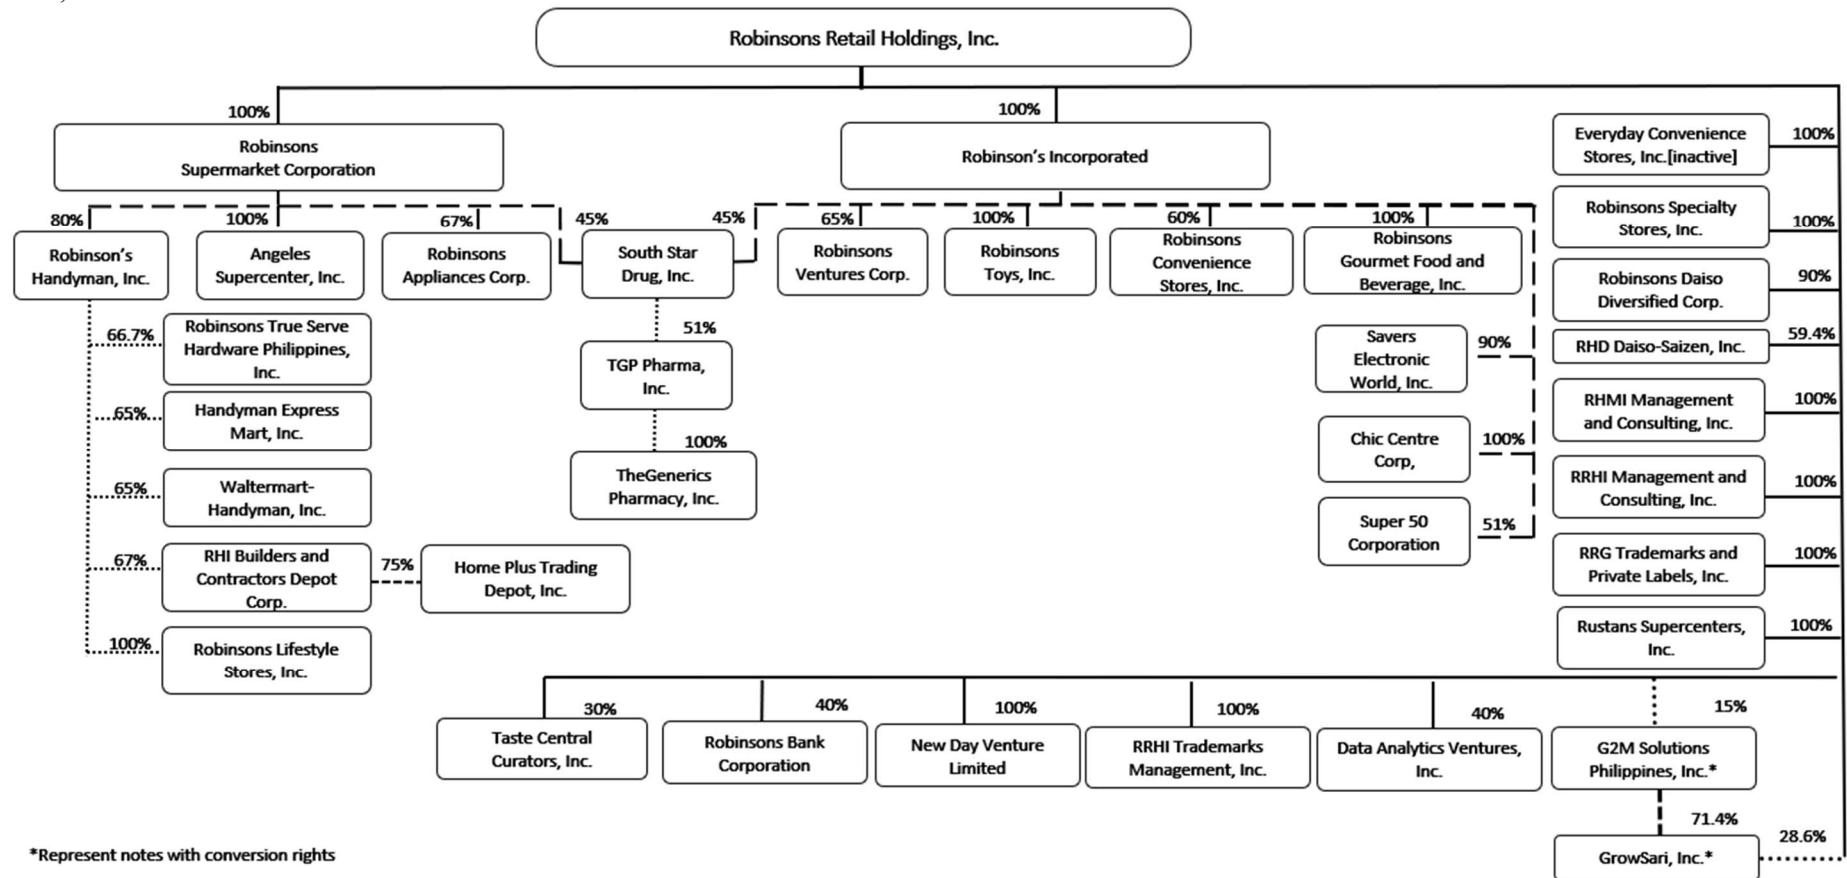 Robinsons Retail Holdings, Inc.
100%
Robinsons
Supermarket Corporation
100%
Robinson's Incorporated
80%
Robinson's
Handyman, Inc.
100%
Angeles
Supercenter, Inc.
67%
Robinsons
Appliances Corp.
45%
45%
South Star
Drug, Inc.
65%
Robinsons
Ventures Corp.
100%
Robinsons
Toys, Inc.
60%
Robinsons
Convenience
Stores, Inc.
100%
Robinsons
Gourmet Food and
Beverage, Inc.
66.7%
Robinsons True Serve
Hardware Philippines,
Inc.
65%
Handyman Express
Mart, Inc.
65%
Waltermart-
Handyman, Inc.
67%
RHI Builders and
Contractors Depot
Corp.
75%
Home Plus Trading
Depot, Inc.
100%
Robinsons Lifestyle
Stores, Inc.
51%
TGP Pharma,
Inc.
100%
TheGenerics
Pharmacy, Inc.
Savers
Electronic
World, Inc.
90%
Chic Centre
Corp,
100%
Super 50
Corporation
51%
Everyday Convenience
Stores, Inc.[inactive]
100%
Robinsons Specialty
Stores, Inc.
100%
Robinsons Daiso
Diversified Corp.
90%
RHD Daiso-Saizen, Inc.
59.4%
RHMI Management
and Consulting, Inc.
100%
RRHI Management and
Consulting, Inc.
100%
RRG Trademarks and
Private Labels, Inc.
100%
Rustans Supercenters,
Inc.
100%
30%
Taste Central
Curators, Inc.
40%
Robinsons Bank
Corporation
100%
New Day Venture
Limited
100%
RRHI Trademarks
Management, Inc.
40%
Data Analytics Ventures,
Inc.
15%
G2M Solutions
Philippines, Inc.*
71.4%
GrowSari, Inc.*
28.6%
*Represent notes with conversion rights